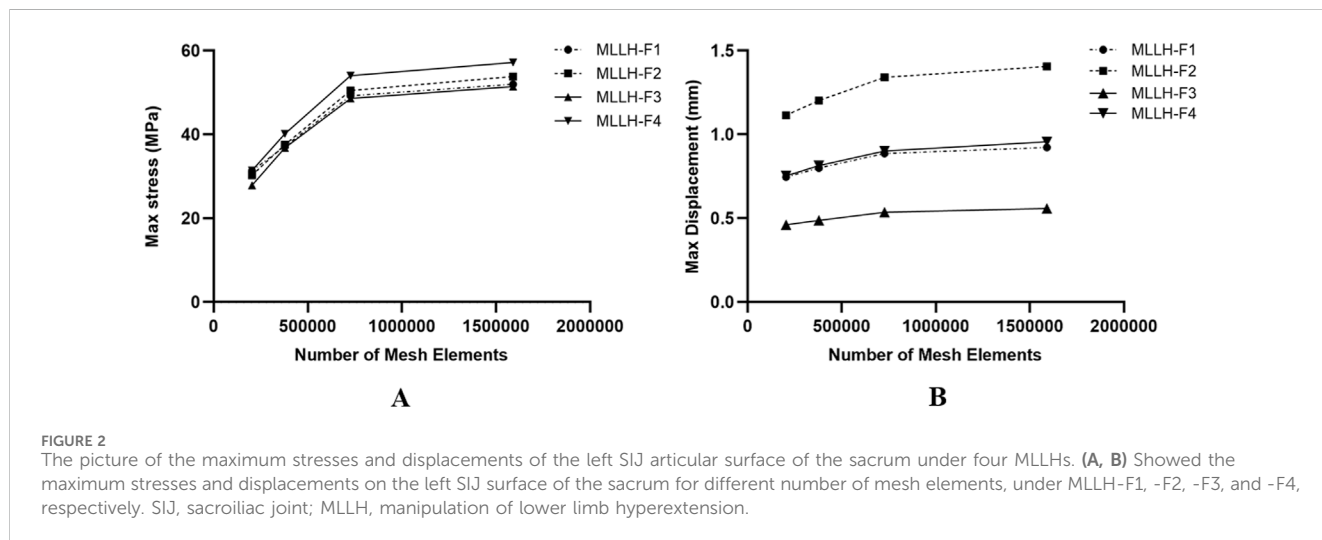 60
40
20
0
Max stress (MPa)
0 500000 1000000 1500000 2000000
Number of Mesh Elements
MLLH-F1
MLLH-F2
MLLH-F3
MLLH-F4
A
1.5
1.0
0.5
0.0
Max Displacement (mm)
0 500000 1000000 1500000 2000000
Number of Mesh Elements
MLLH-F1
MLLH-F2
MLLH-F3
MLLH-F4
B
FIGURE 2
The picture of the maximum stresses and displacements of the left SIJ articular surface of the sacrum under four MLLHs. (A, B) Showed the
maximum stresses and displacements on the left SIJ surface of the sacrum for different number of mesh elements, under MLLH-F1, -F2, -F3, and -F4,
respectively. SIJ, sacroiliac joint; MLLH, manipulation of lower limb hyperextension.